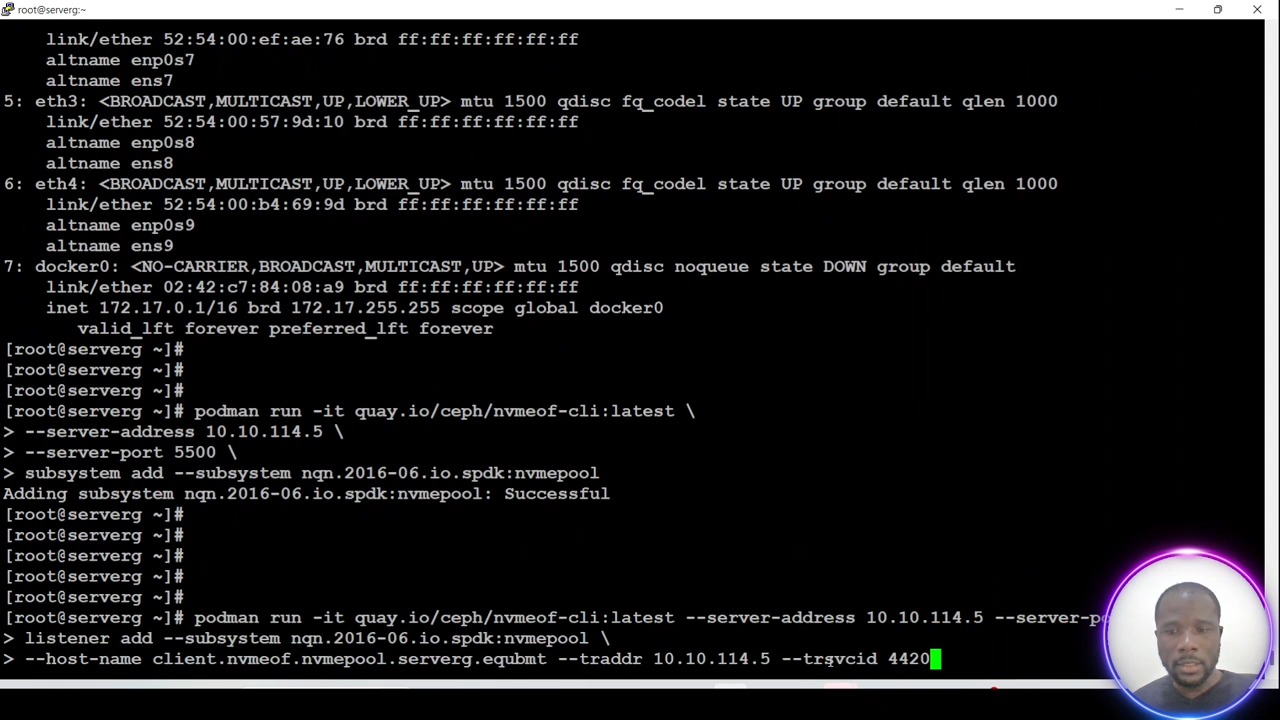 root@serverg:~
link/ether 52:54:00:ef:ae:76 brd ff:ff:ff:ff:ff:ff
altname enp0s7
altname ens7
5: eth3: <BROADCAST,MULTICAST,UP,LOWER_UP> mtu 1500 qdisc fq_codel state UP group default qlen 1000
link/ether 52:54:00:57:9d:10 brd ff:ff:ff:ff:ff:ff
altname enp0s8
altname ens8
6: eth4: <BROADCAST,MULTICAST,UP,LOWER_UP> mtu 1500 qdisc fq_codel state UP group default qlen 1000
link/ether 52:54:00:b4:69:9d brd ff:ff:ff:ff:ff:ff
altname enp0s9
altname ens9
7: docker0: <NO-CARRIER,BROADCAST,MULTICAST,UP> mtu 1500 qdisc noqueue state DOWN group default
link/ether 02:42:c7:84:08:a9 brd ff:ff:ff:ff:ff:ff
inet 172.17.0.1/16 brd 172.17.255.255 scope global docker0
valid_lft forever preferred_lft forever
[root@serverg ~]#
[root@serverg ~]#
[root@serverg ~]#
[root@serverg ~]# podman run -it quay.io/ceph/nvmeof-cli:latest \
> --server-address 10.10.114.5 \
> --server-port 5500 \
> subsystem add --subsystem nqn.2016-06.io.spdk:nvmepool
Adding subsystem nqn.2016-06.io.spdk:nvmepool: Successful
[root@serverg ~]#
[root@serverg ~]#
[root@serverg ~]#
[root@serverg ~]#
[root@serverg ~]#
[root@serverg ~]# podman run -it quay.io/ceph/nvmeof-cli:latest --server-address 10.10.114.5
> listener add --subsystem nqn.2016-06.io.spdk:nvmepool \
> --host-name client.nvmeof.nvmepool.serverg.equbmt --traddr 10.10.114.5 --trsvcid 4420